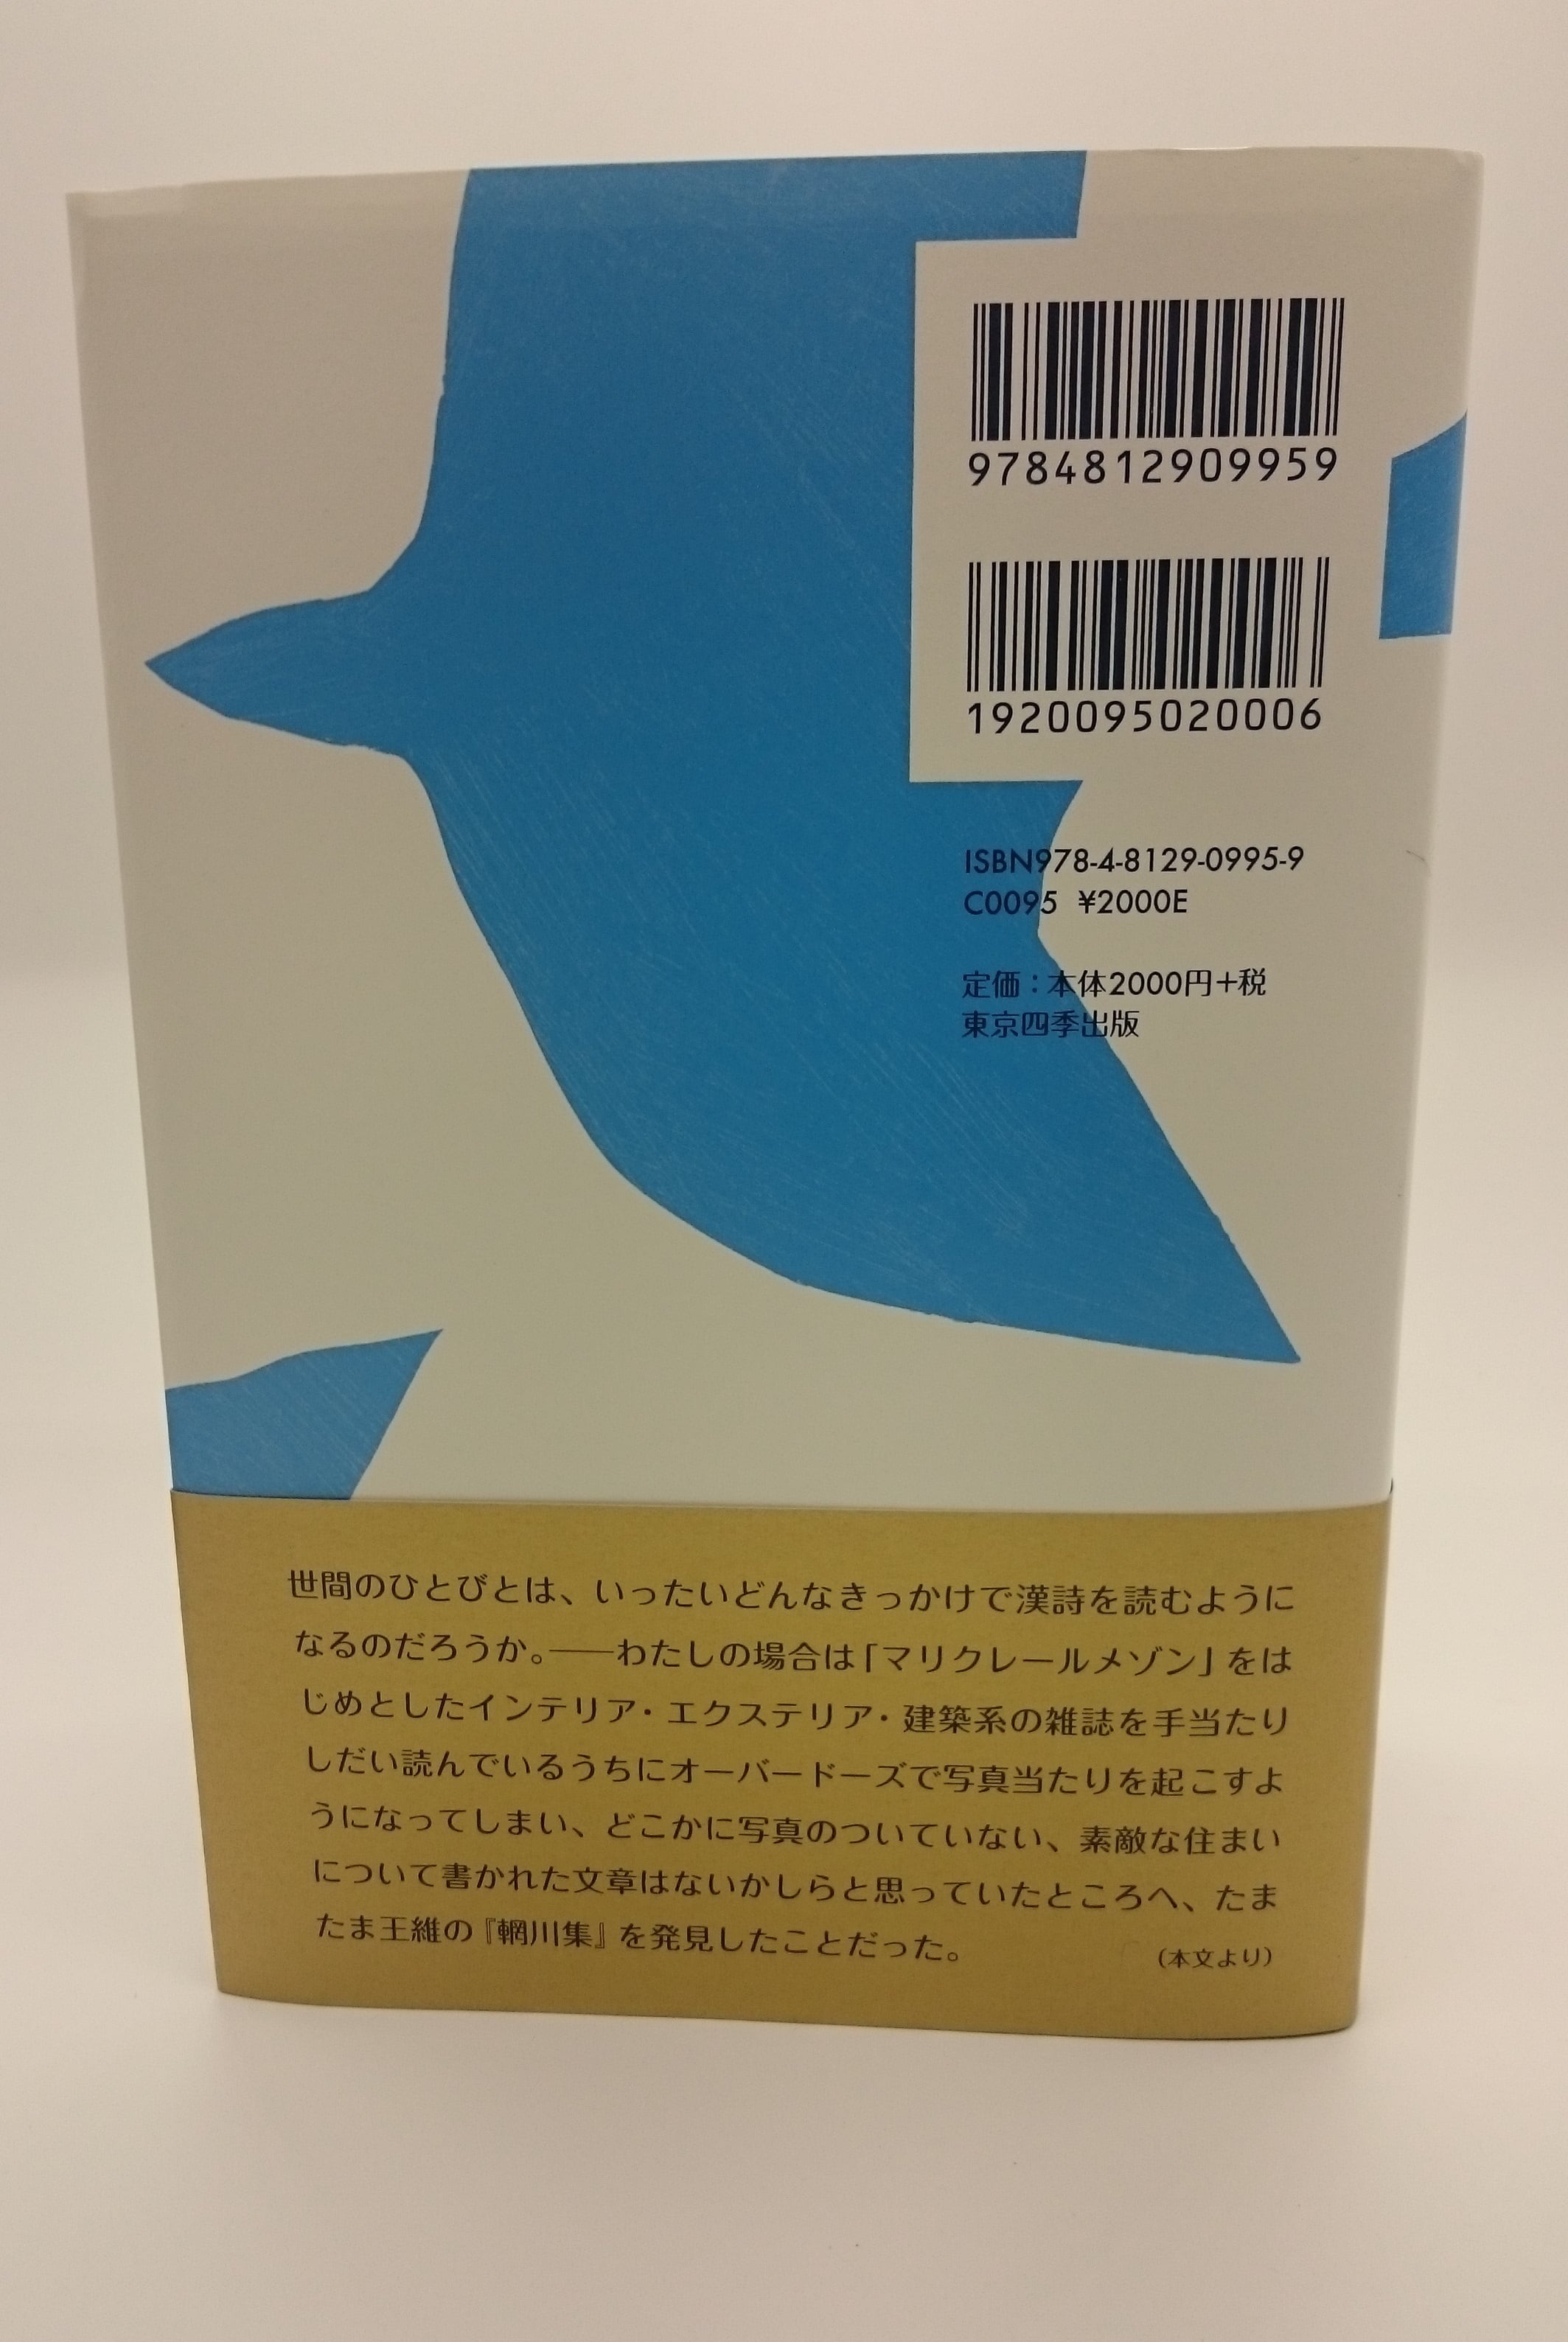 9784812909959
1920095020006
ISBN978-4-8129-0995-9
C0095 ¥2000E
定価：本体2000円+税
東京四季出版
世間のひとびとは、いったいどんなきっかけで漢詩を読むように
なるのだろうか。――わたしの場合は「マリクレールメゾン」をは
じめとしたインテリア・エクステリア・建築系の雑誌を手当たり
しだい読んでいるうちにオーバードーズで写真当たりを起こすよ
うになってしまい、どこかに写真のついていない、素敵な住まい
について書かれた文章はないかしらと思っていたところへ、たま
たま王維の『輞川集』を発見したことだった。
（本文より）